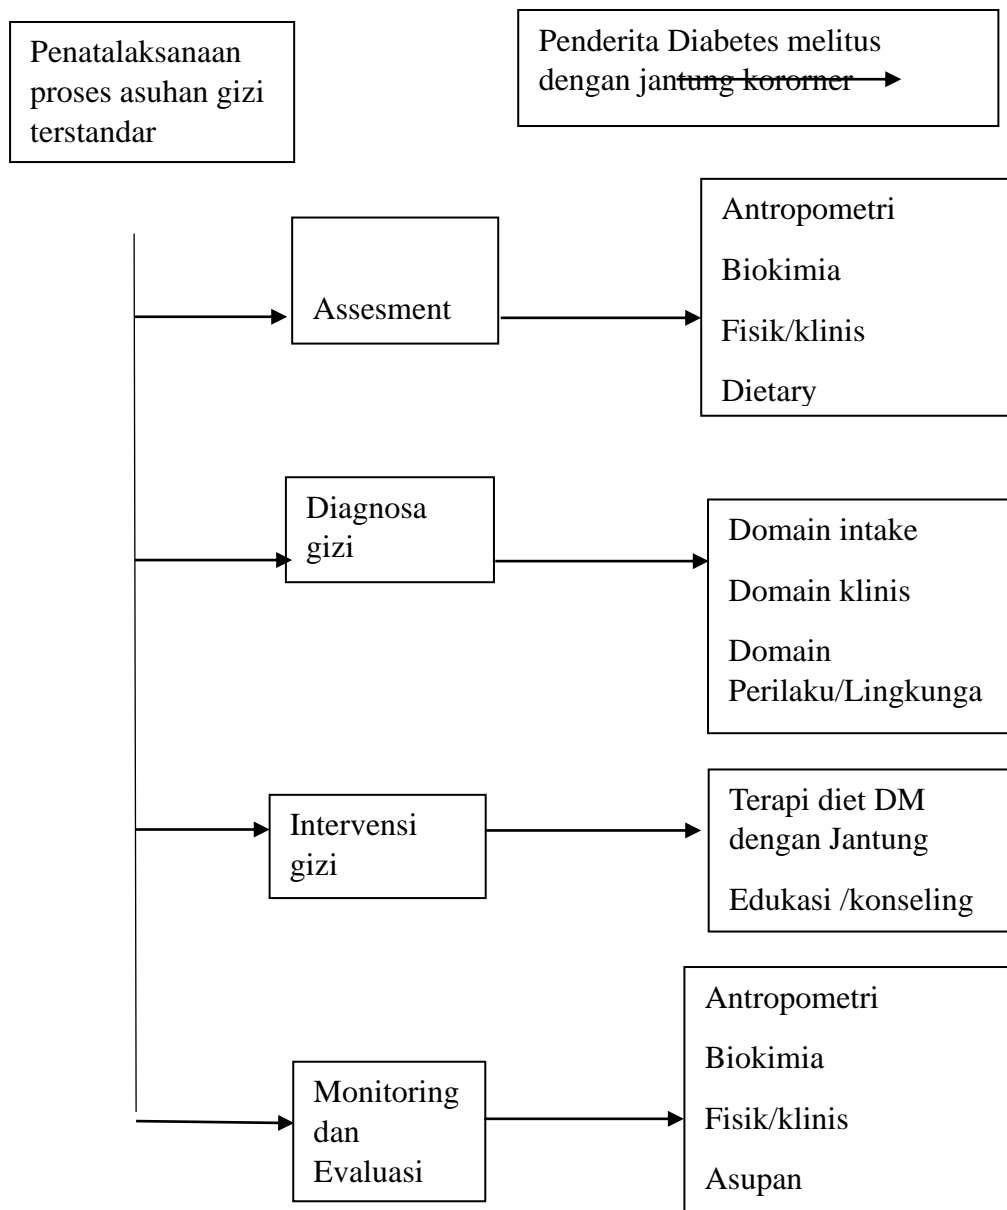 Penatalaksanaan
proses asuhan gizi
terstandar
Penderita Diabetes melitus
dengan jantung kororner
Assesment
Antropometri
Biokimia
Fisik/klinis
Dietary
Diagnosa
gizi
Domain intake
Domain klinis
Domain
Perilaku/Lingkunga
Intervensi
gizi
Terapi diet DM
dengan Jantung
Edukasi /konseling
Monitoring
dan
Evaluasi
Antropometri
Biokimia
Fisik/klinis
Asupan